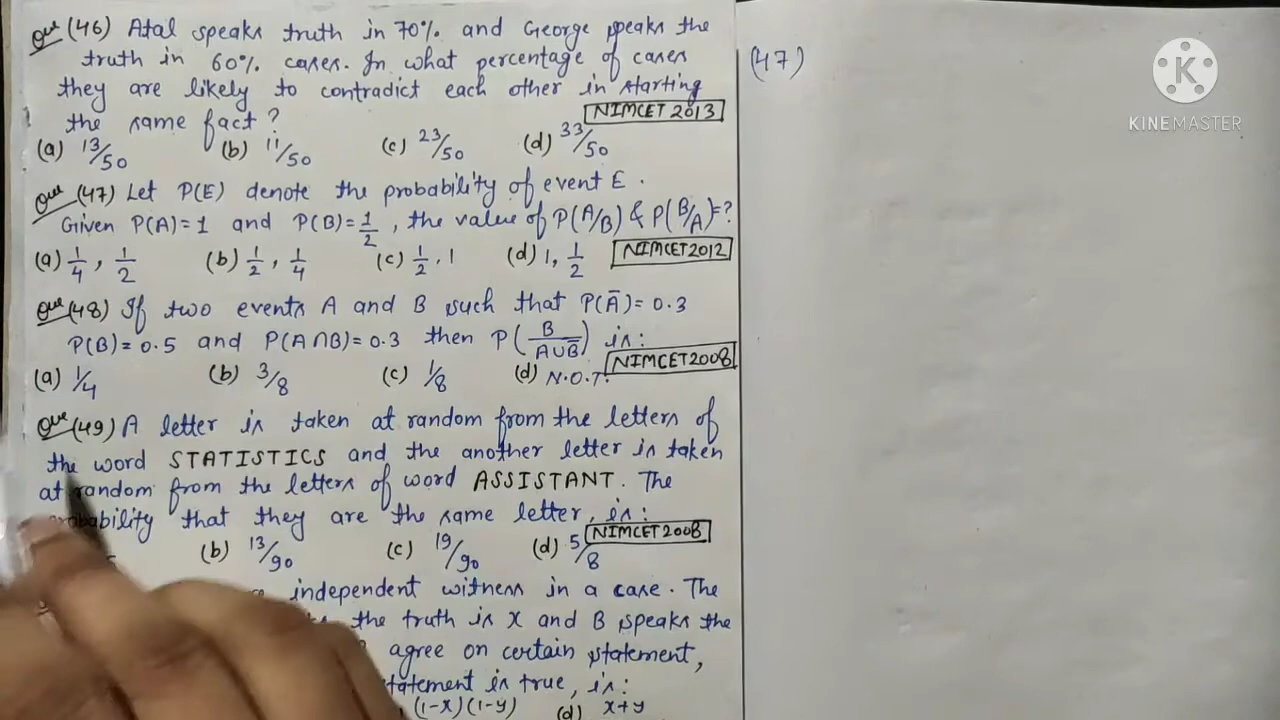 Que (46) Atal speaks truth in 70% and George speaks the
truth in 60% cases. In what percentage of cases
they are likely to contradict each other in starting
the same fact?
NIMCET 2013
(a) 13/50 (b) 11/50 (c) 23/50 (d) 33/50
Que (47) Let P(E) denote the probability of event E.
Given P(A)=1 and P(B)=1/2, the value of P(A/B) & P(B/A)=?
(a) 1/4, 1/2 (b) 1/2, 1/4 (c) 1/2, 1 (d) 1, 1/2 NIMCET2012
Que (48) If two events A and B such that P(Ā)=0.3
P(B)=0.5 and P(A∩B)=0.3 then P(B/A∪B̅) is:
NIMCET2008
(a) 1/4 (b) 3/8 (c) 1/8 (d) N.O.T.
Que (49) A letter is taken at random from the letters of
the word STATISTICS and the another letter is taken
at random from the letters of word ASSISTANT. The
probability that they are the same letter, is:
NIMCET2008
(b) 13/90 (c) 19/90 (d) 5/8
independent witness in a case. The
the truth is x and B speaks the
agree on certain statement,
statement is true, is:
(1-x)(1-y) (d) x+y
(47)
K
KINEMASTER